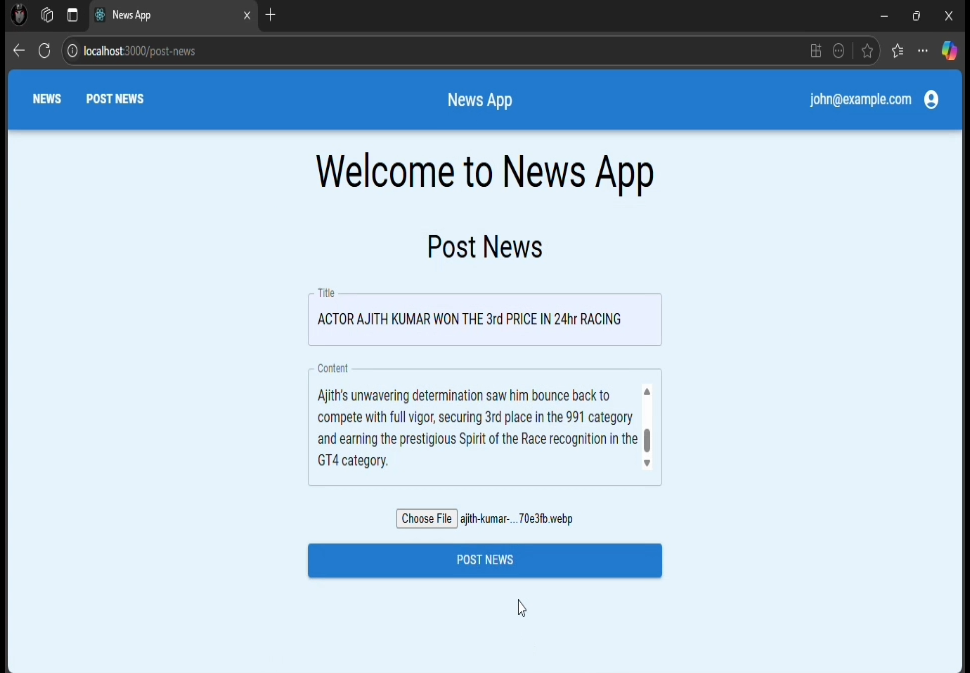 News App
localhost:3000/post-news
NEWS POST NEWS News App john@example.com
Welcome to News App
Post News
Title
ACTOR AJITH KUMAR WON THE 3rd PRICE IN 24hr RACING
Content
Ajith's unwavering determination saw him bounce back to
compete with full vigor, securing 3rd place in the 991 category
and earning the prestigious Spirit of the Race recognition in the
GT4 category.
Choose File ajith-kumar-...70e3fb.webp
POST NEWS